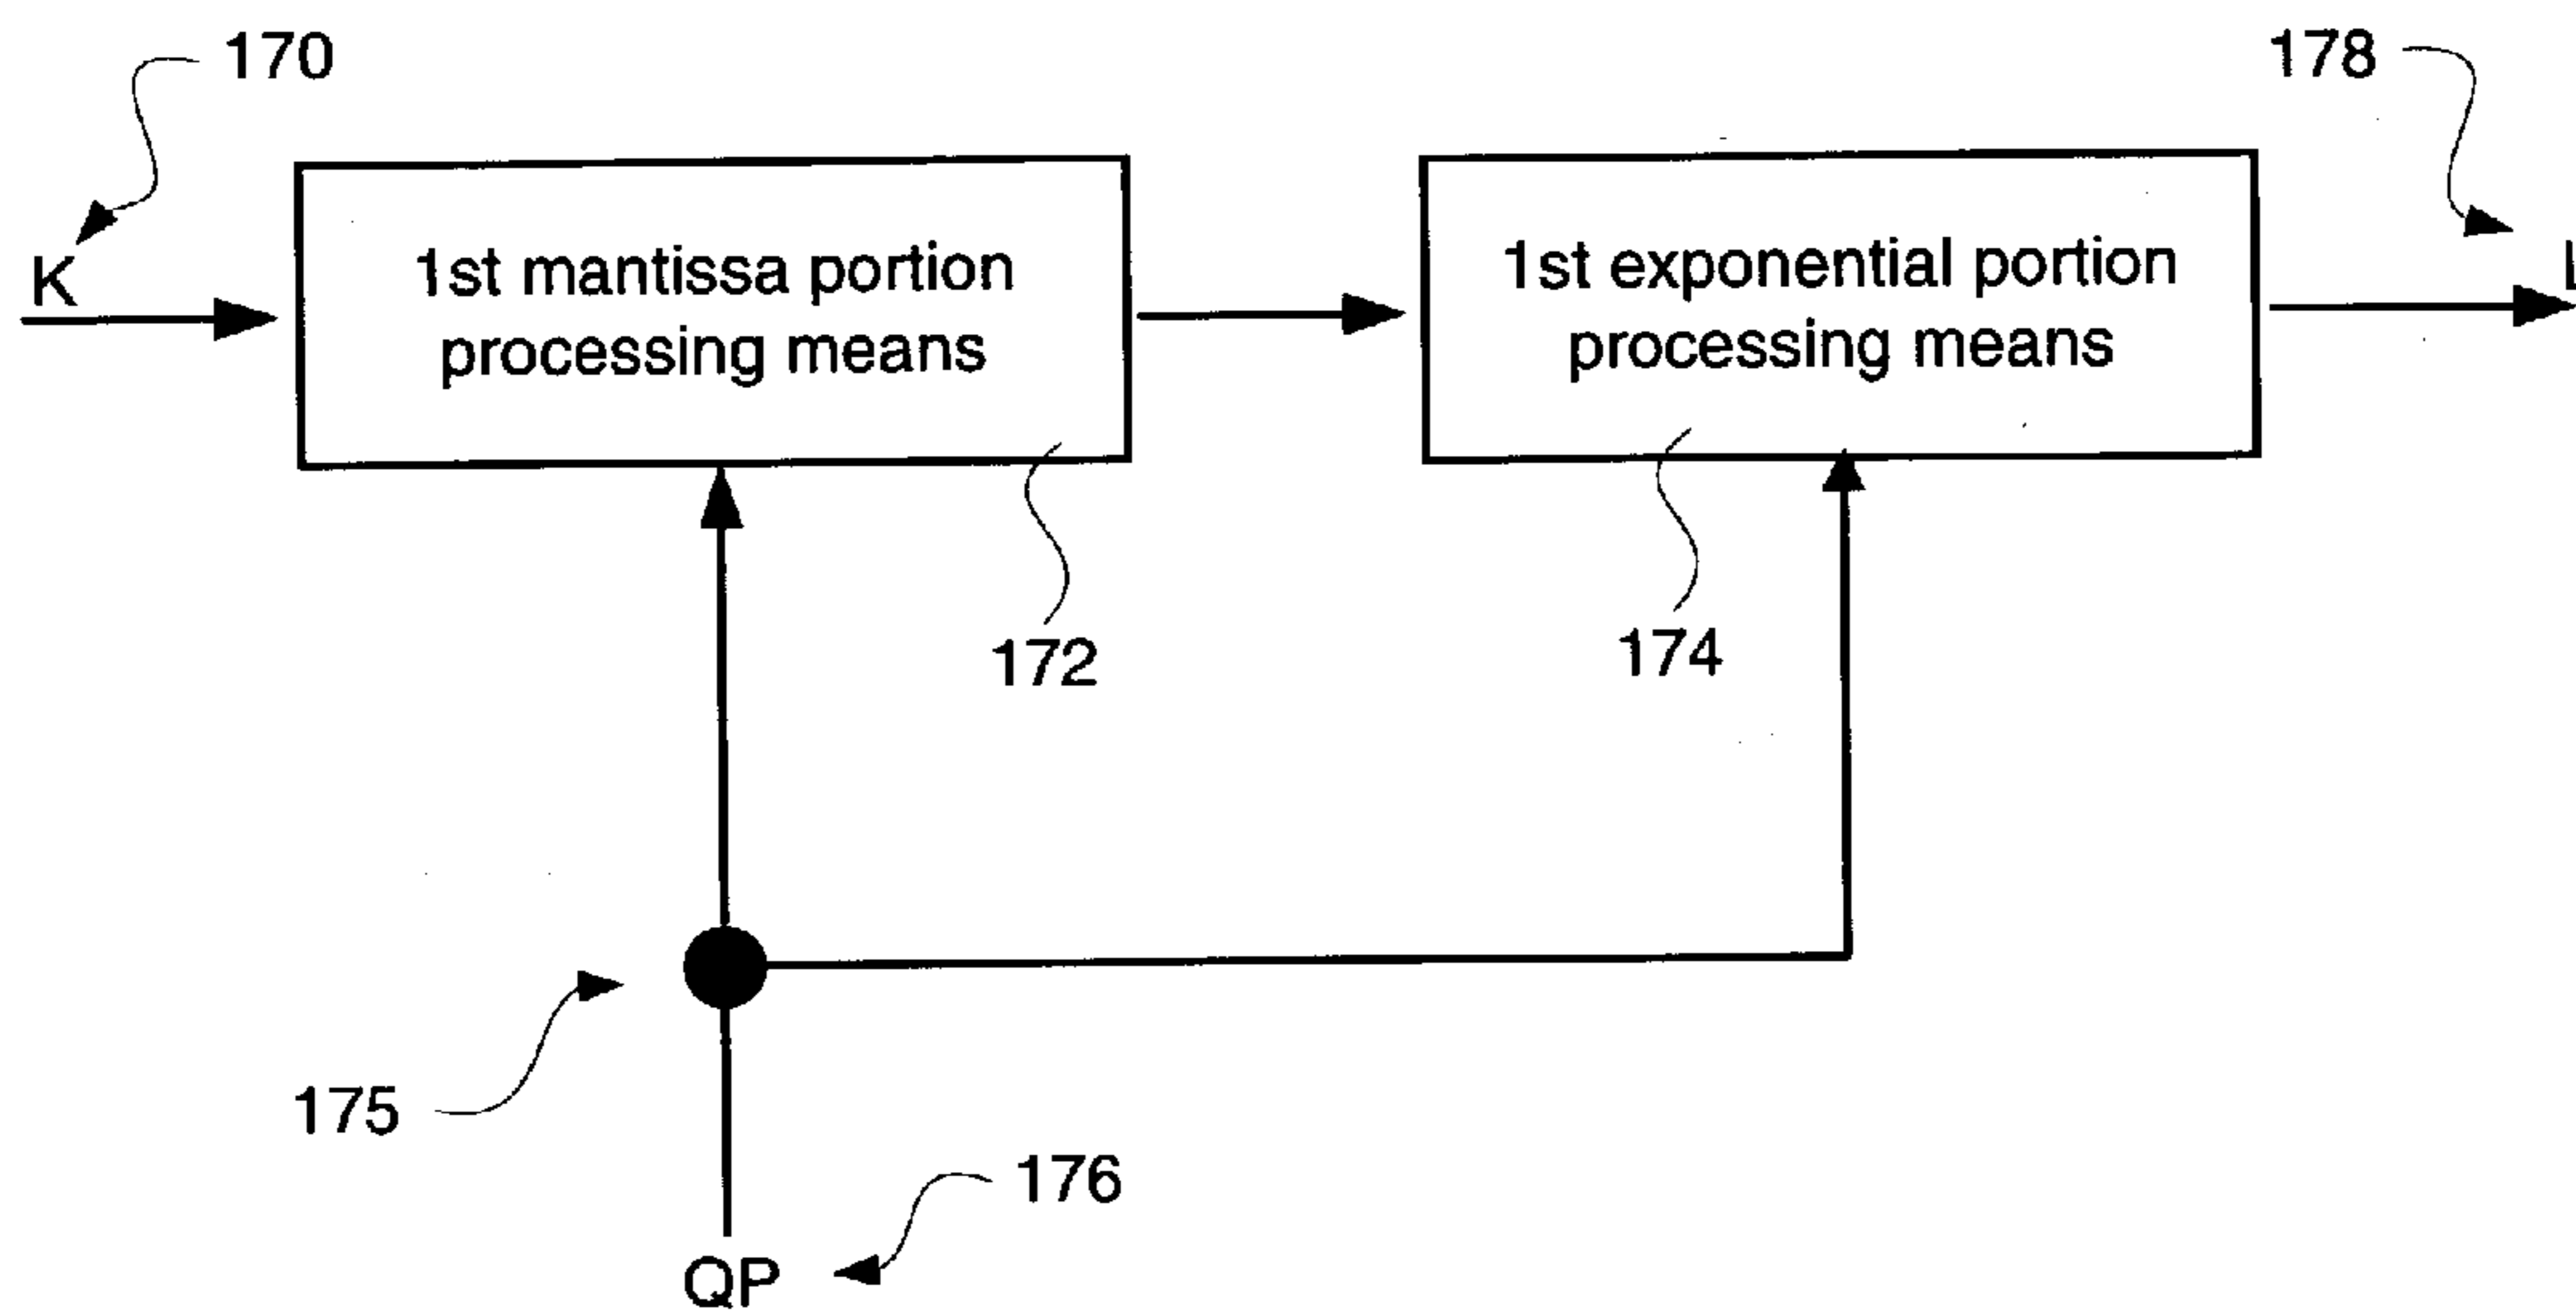 170
178
K
1st mantissa portion
processing means
1st exponential portion
processing means
L
172
174
175
176
QP